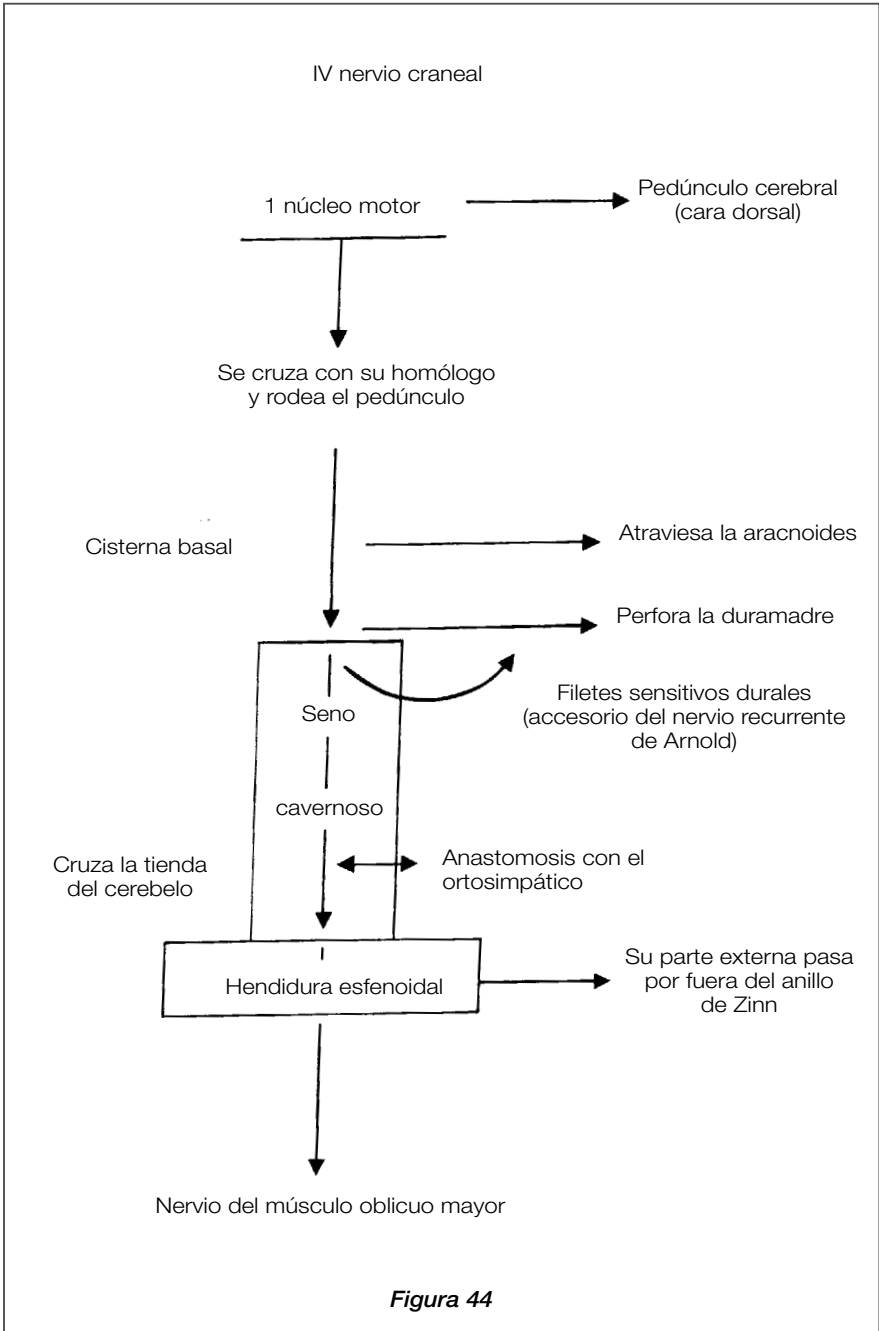 IV nervio craneal
1 núcleo motor
Pedúnculo cerebral
(cara dorsal)
Se cruza con su homólogo
y rodea el pedúnculo
Cisterna basal
Atraviesa la aracnoides
Perfora la duramadre
Filetes sensitivos durales
(accesorio del nervio recurrente
de Arnold)
Seno
cavernoso
Cruza la tienda
del cerebelo
Anastomosis con el
ortosimpático
Hendidura esfenoidal
Su parte externa pasa
por fuera del anillo
de Zinn
Nervio del músculo oblicuo mayor
Figura 44